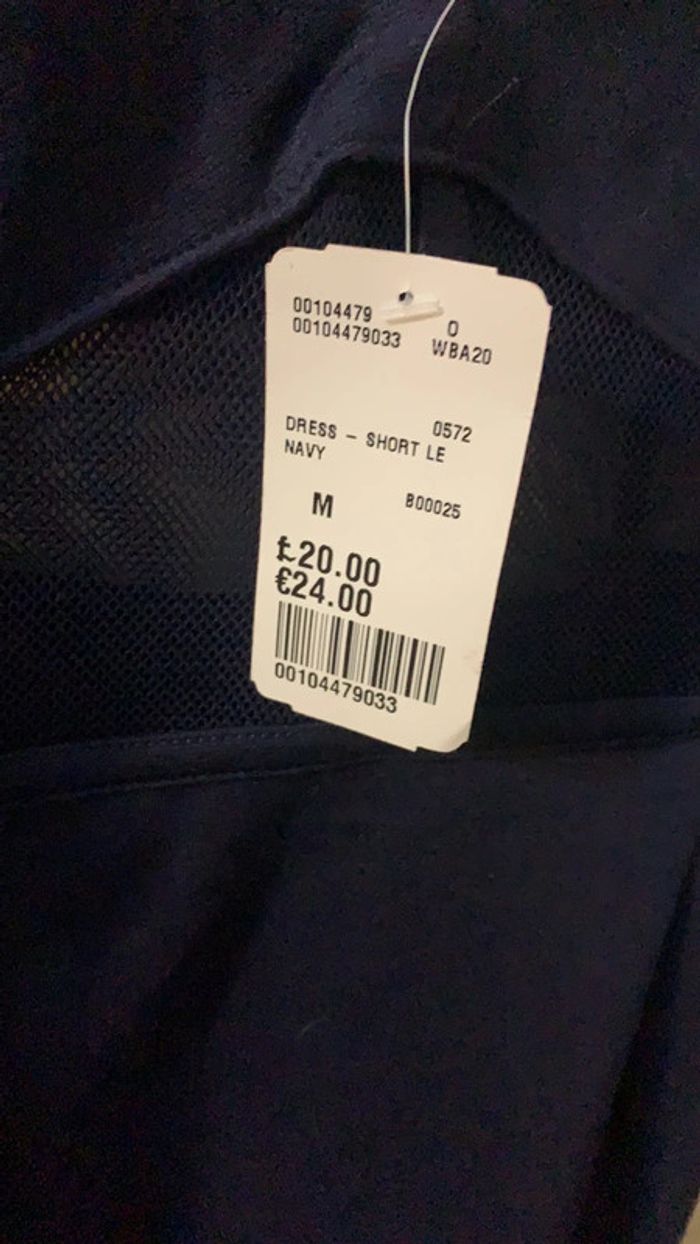 00104479 0
00104479033 WBA20
0572
DRESS - SHORT LE
NAVY
M B00025
£20.00
€24.00
00104479033